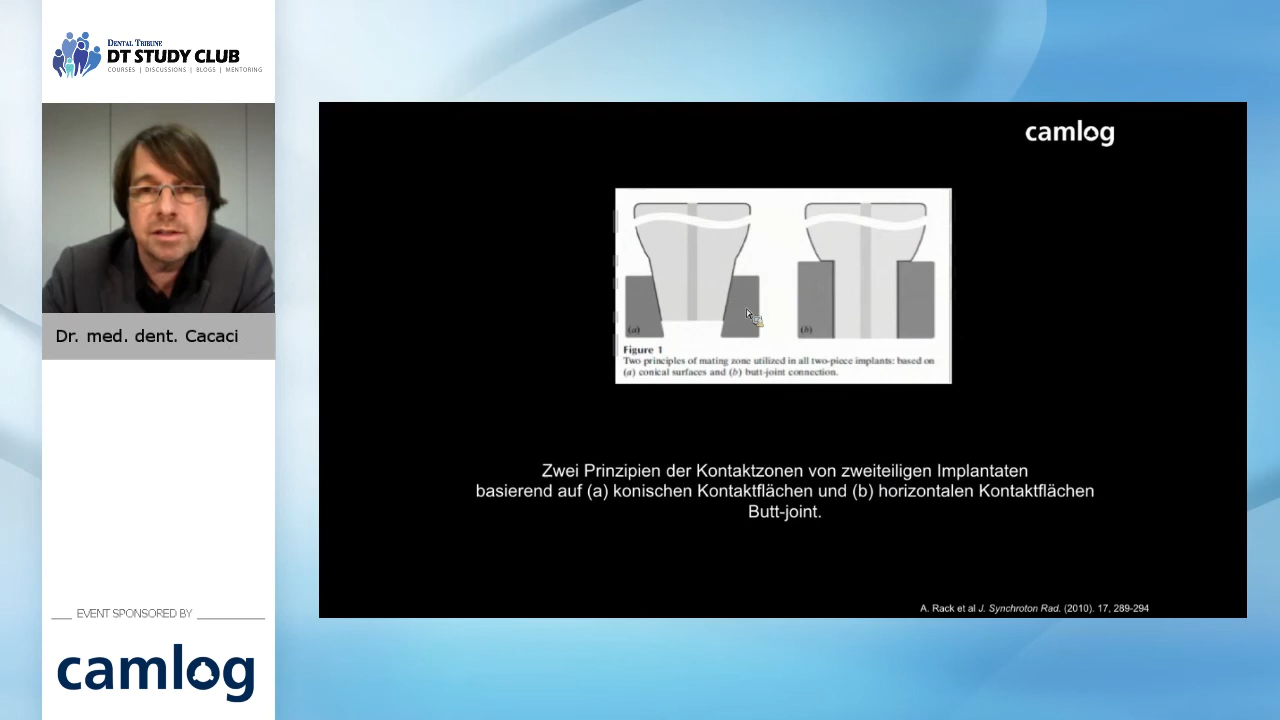 DENTAL TRIBUNE
DT STUDY CLUB
COURSES | DISCUSSIONS | BLOGS | MENTORING
Dr. med. dent. Cacaci
EVENT SPONSORED BY
camlog
camlog
(a)
(b)
Figure 1
Two principles of mating zone utilized in all two-piece implants: based on
(a) conical surfaces and (b) butt-joint connection.
Zwei Prinzipien der Kontaktzonen von zweiteiligen Implantaten
basierend auf (a) konischen Kontaktflächen und (b) horizontalen Kontaktflächen
Butt-joint.
A. Rack et al J. Synchroton Rad. (2010). 17, 289-294